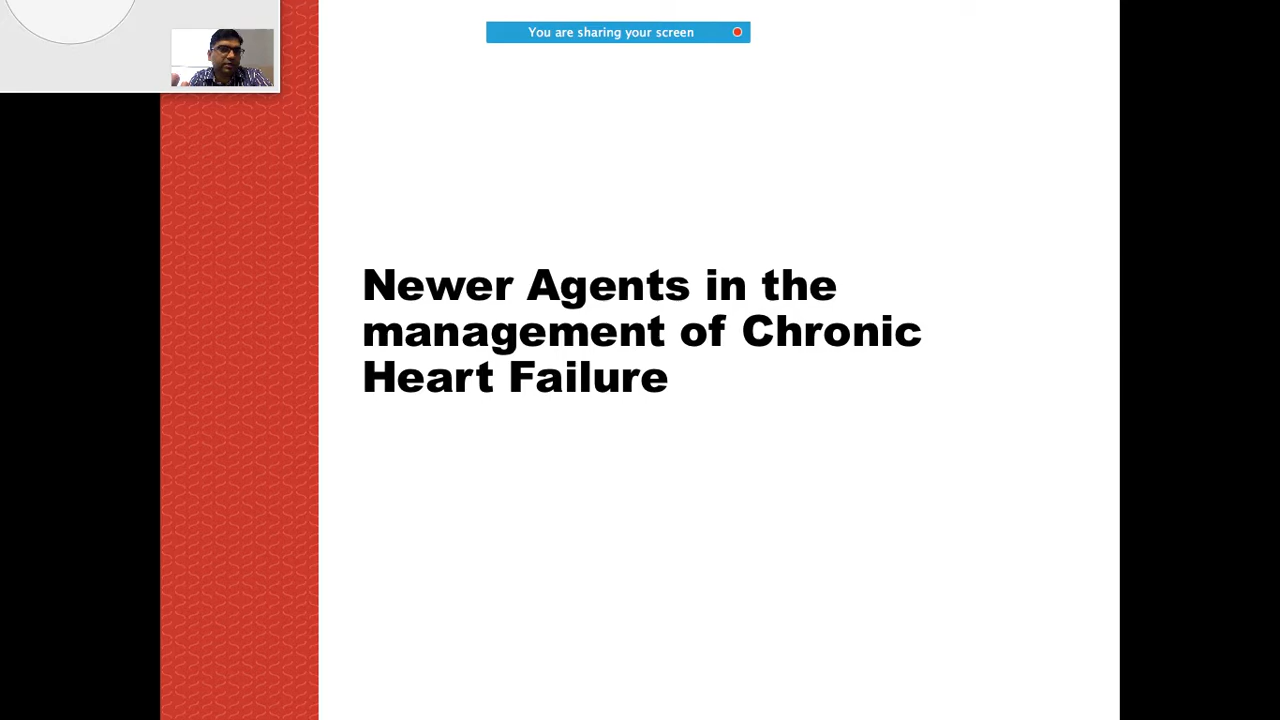 You are sharing your screen
Newer Agents in the
management of Chronic
Heart Failure